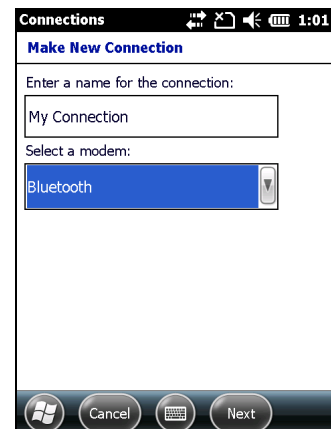 Connections 1:01
Make New Connection
Enter a name for the connection:
My Connection
Select a modem:
Bluetooth
Cancel Next